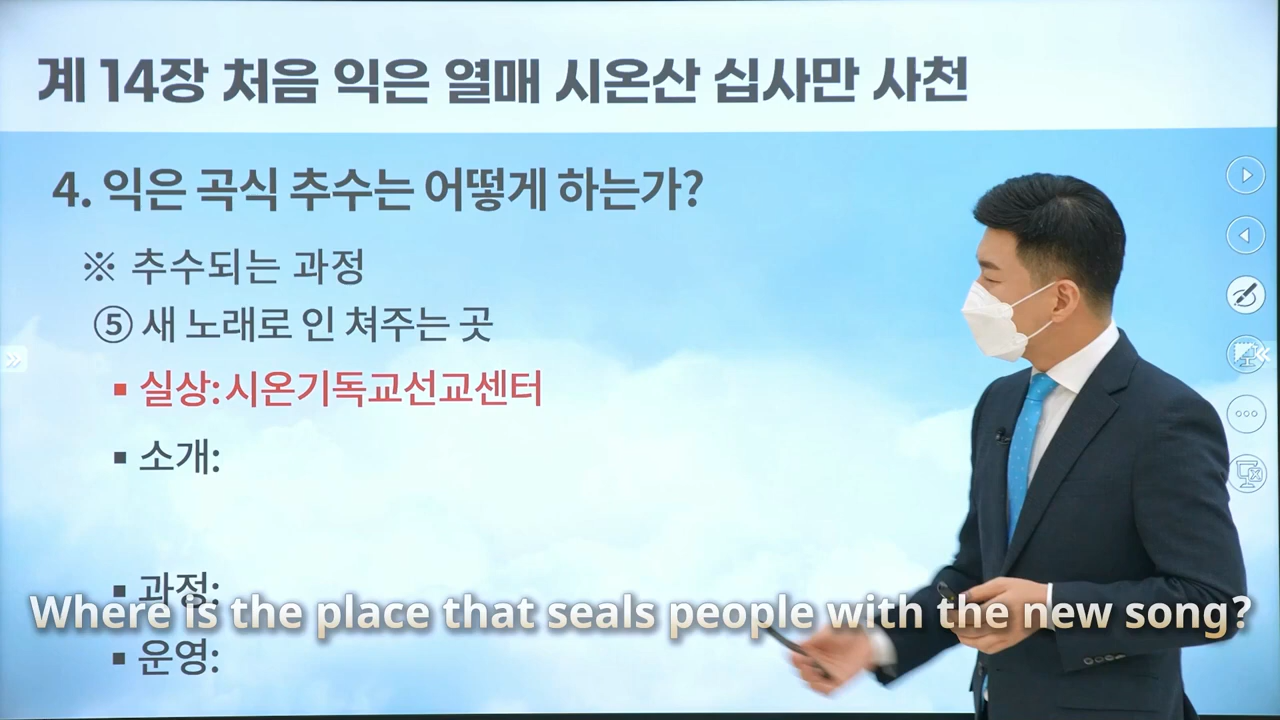 계 14장 처음 익은 열매 시온산 십사만 사천
4. 익은 곡식 추수는 어떻게 하는가?
※ 추수되는 과정
⑤ 새 노래로 인 쳐주는 곳
▪ 실상: 시온기독교선교센터
▪ 소개:
▪ 과정:
Where is the place that seals people with the new song?
▪ 운영: